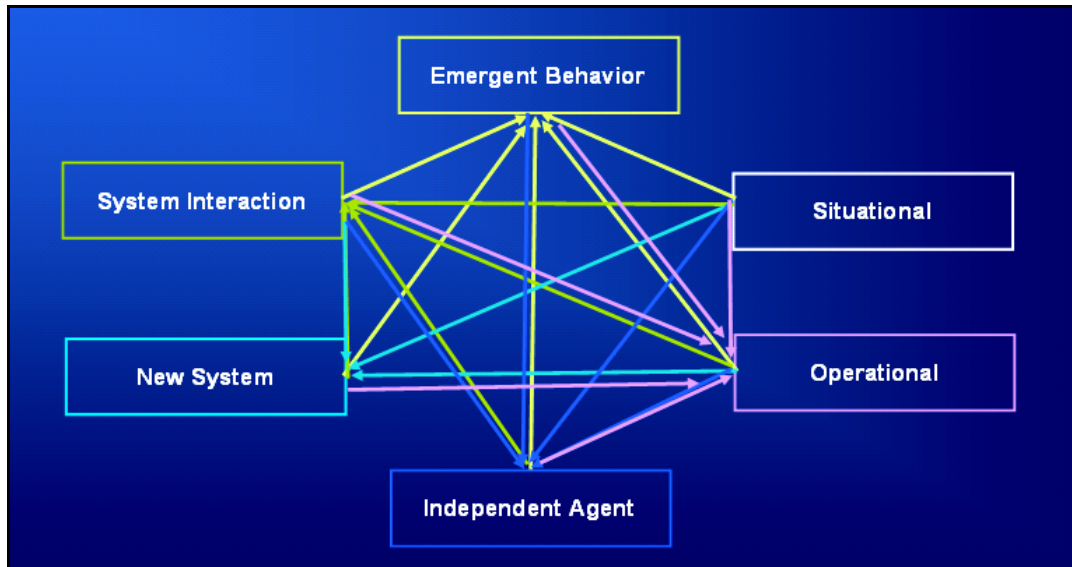 Emergent Behavior
System Interaction
Situational
New System
Operational
Independent Agent